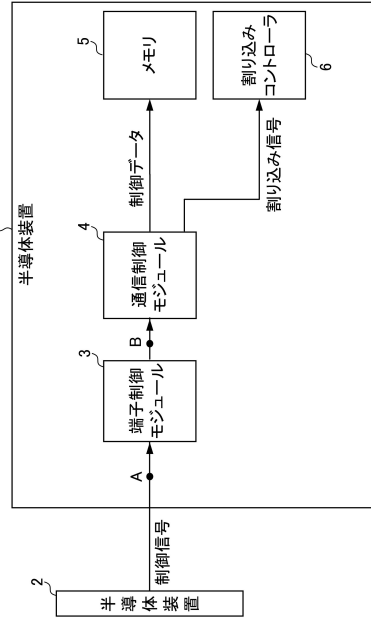 半導体装置
2
半導体装置
制御信号
A
3
端子制御
モジュール
B
4
通信制御
モジュール
制御データ
5
メモリ
割り込み信号
割り込み
コントローラ
6